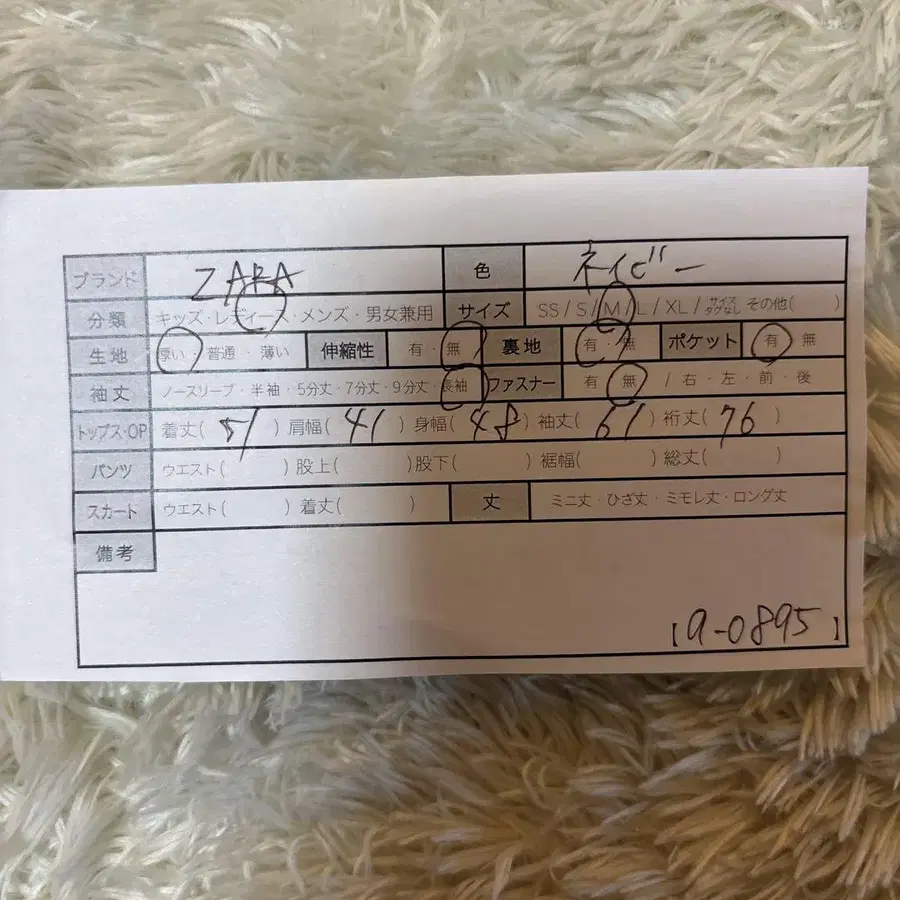 ブランド ZARA 色 ネイビー
分類 キッズ・レディース・メンズ・男女兼用 サイズ SS / S / M / L / XL / サイズタグなし その他( )
生地 厚い・普通・薄い 伸縮性 有・無 裏地 有・無 ポケット 有・無
袖丈 ノースリーブ・半袖・5分丈・7分丈・9分丈・長袖 ファスナー 有 無 / 右・左・前・後
トップス・OP 着丈( 51 ) 肩幅( 41 ) 身幅( 48 ) 袖丈( 61 ) 裄丈( 76 )
パンツ ウエスト( ) 股上( ) 股下( ) 裾幅( ) 総丈( )
スカート ウエスト( ) 着丈( ) 丈 ミニ丈・ひざ丈・ミモレ丈・ロング丈
備考
【9-0895】